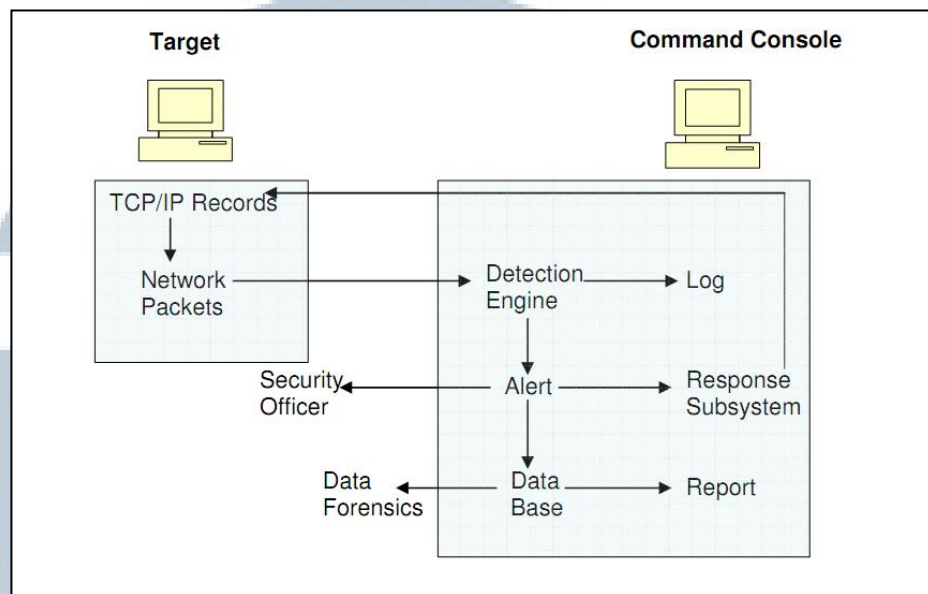 Target
Command Console
TCP/IP Records
Network
Packets
Detection
Engine
Log
Security
Officer
Alert
Response
Subsystem
Data
Forensics
Data
Base
Report